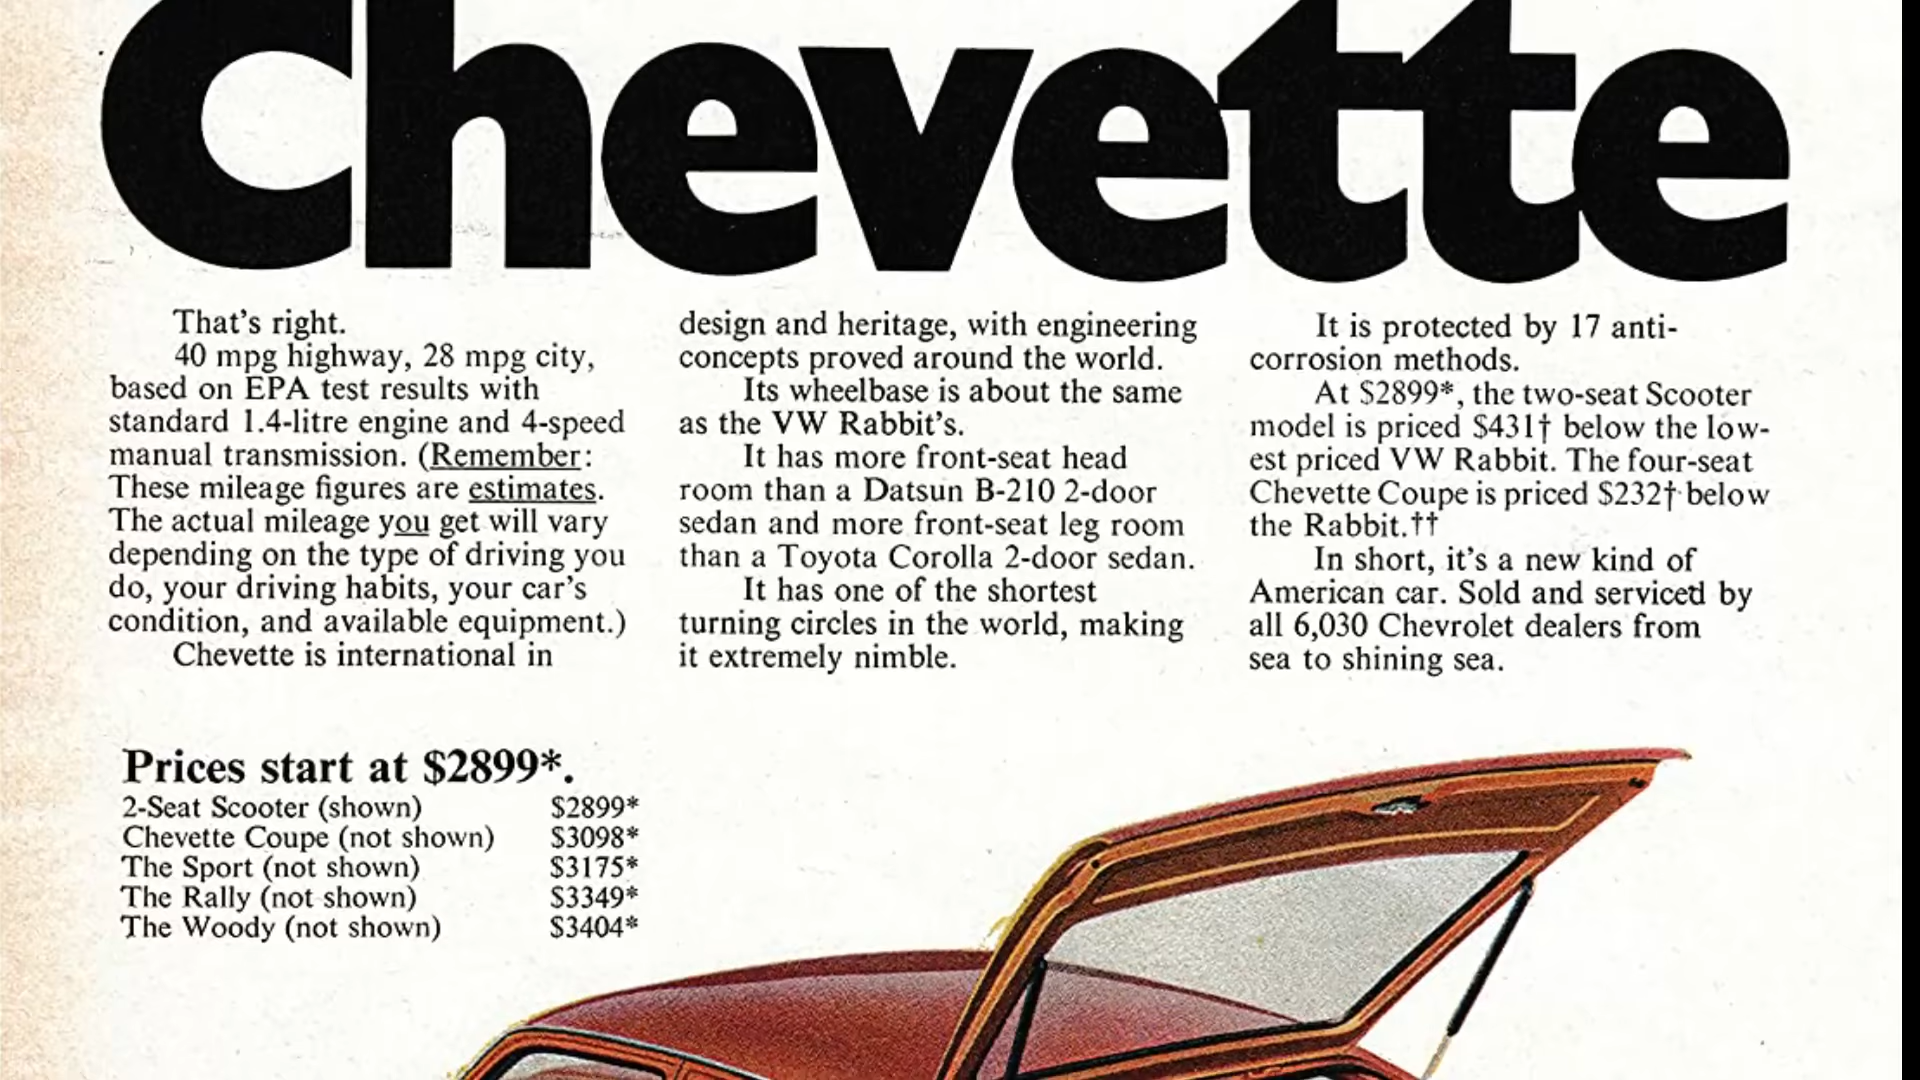 Chevette
That's right.
40 mpg highway, 28 mpg city,
based on EPA test results with
standard 1.4-litre engine and 4-speed
manual transmission. (Remember:
These mileage figures are estimates.
The actual mileage you get will vary
depending on the type of driving you
do, your driving habits, your car's
condition, and available equipment.)
Chevette is international in
design and heritage, with engineering
concepts proved around the world.
Its wheelbase is about the same
as the VW Rabbit's.
It has more front-seat head
room than a Datsun B-210 2-door
sedan and more front-seat leg room
than a Toyota Corolla 2-door sedan.
It has one of the shortest
turning circles in the world, making
it extremely nimble.
It is protected by 17 anti-
corrosion methods.
At $2899*, the two-seat Scooter
model is priced $431† below the low-
est priced VW Rabbit. The four-seat
Chevette Coupe is priced $232† below
the Rabbit.††
In short, it's a new kind of
American car. Sold and serviced by
all 6,030 Chevrolet dealers from
sea to shining sea.
Prices start at $2899*.
2-Seat Scooter (shown) $2899*
Chevette Coupe (not shown) $3098*
The Sport (not shown) $3175*
The Rally (not shown) $3349*
The Woody (not shown) $3404*